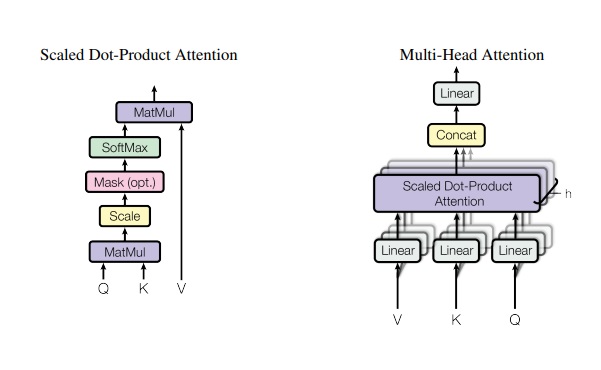 Scaled Dot-Product Attention
MatMul
SoftMax
Mask (opt.)
Scale
MatMul
Q K V
Multi-Head Attention
Linear
Concat
Scaled Dot-Product
Attention
h
Linear Linear Linear
V K Q